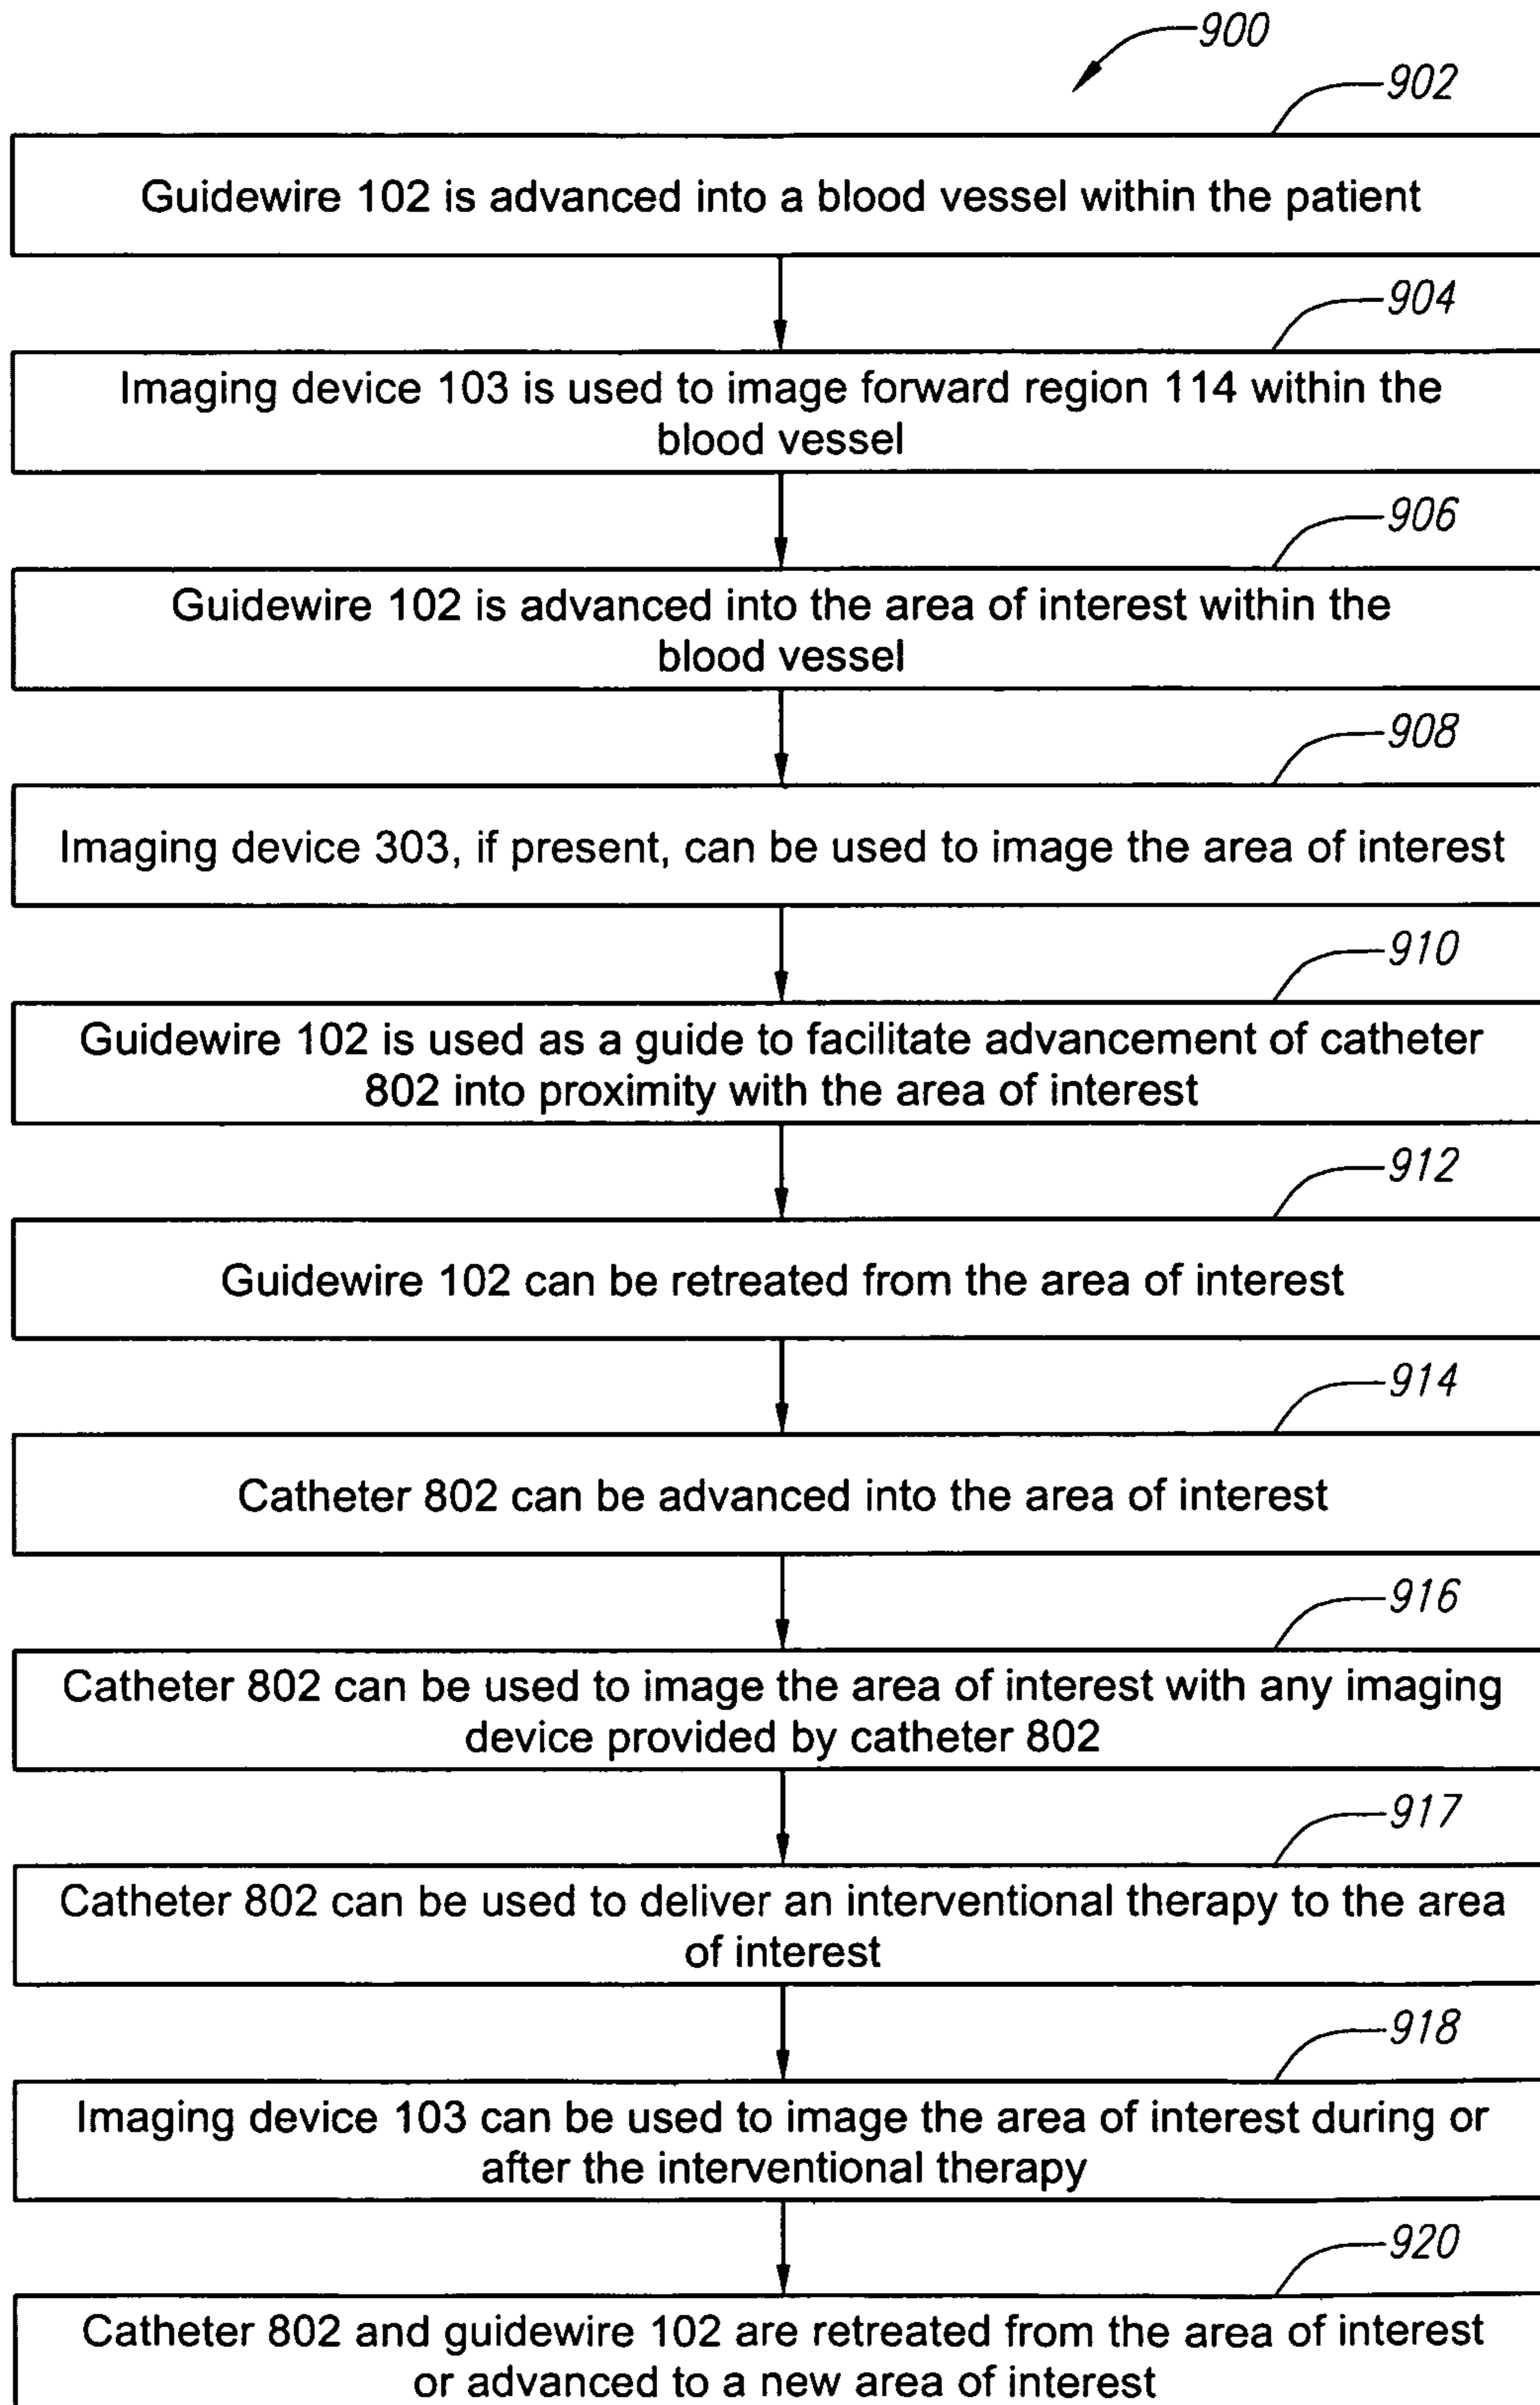 900
902
Guidewire 102 is advanced into a blood vessel within the patient
904
Imaging device 103 is used to image forward region 114 within the
blood vessel
906
Guidewire 102 is advanced into the area of interest within the
blood vessel
908
Imaging device 303, if present, can be used to image the area of interest
910
Guidewire 102 is used as a guide to facilitate advancement of catheter
802 into proximity with the area of interest
912
Guidewire 102 can be retreated from the area of interest
914
Catheter 802 can be advanced into the area of interest
916
Catheter 802 can be used to image the area of interest with any imaging
device provided by catheter 802
917
Catheter 802 can be used to deliver an interventional therapy to the area
of interest
918
Imaging device 103 can be used to image the area of interest during or
after the interventional therapy
920
Catheter 802 and guidewire 102 are retreated from the area of interest
or advanced to a new area of interest